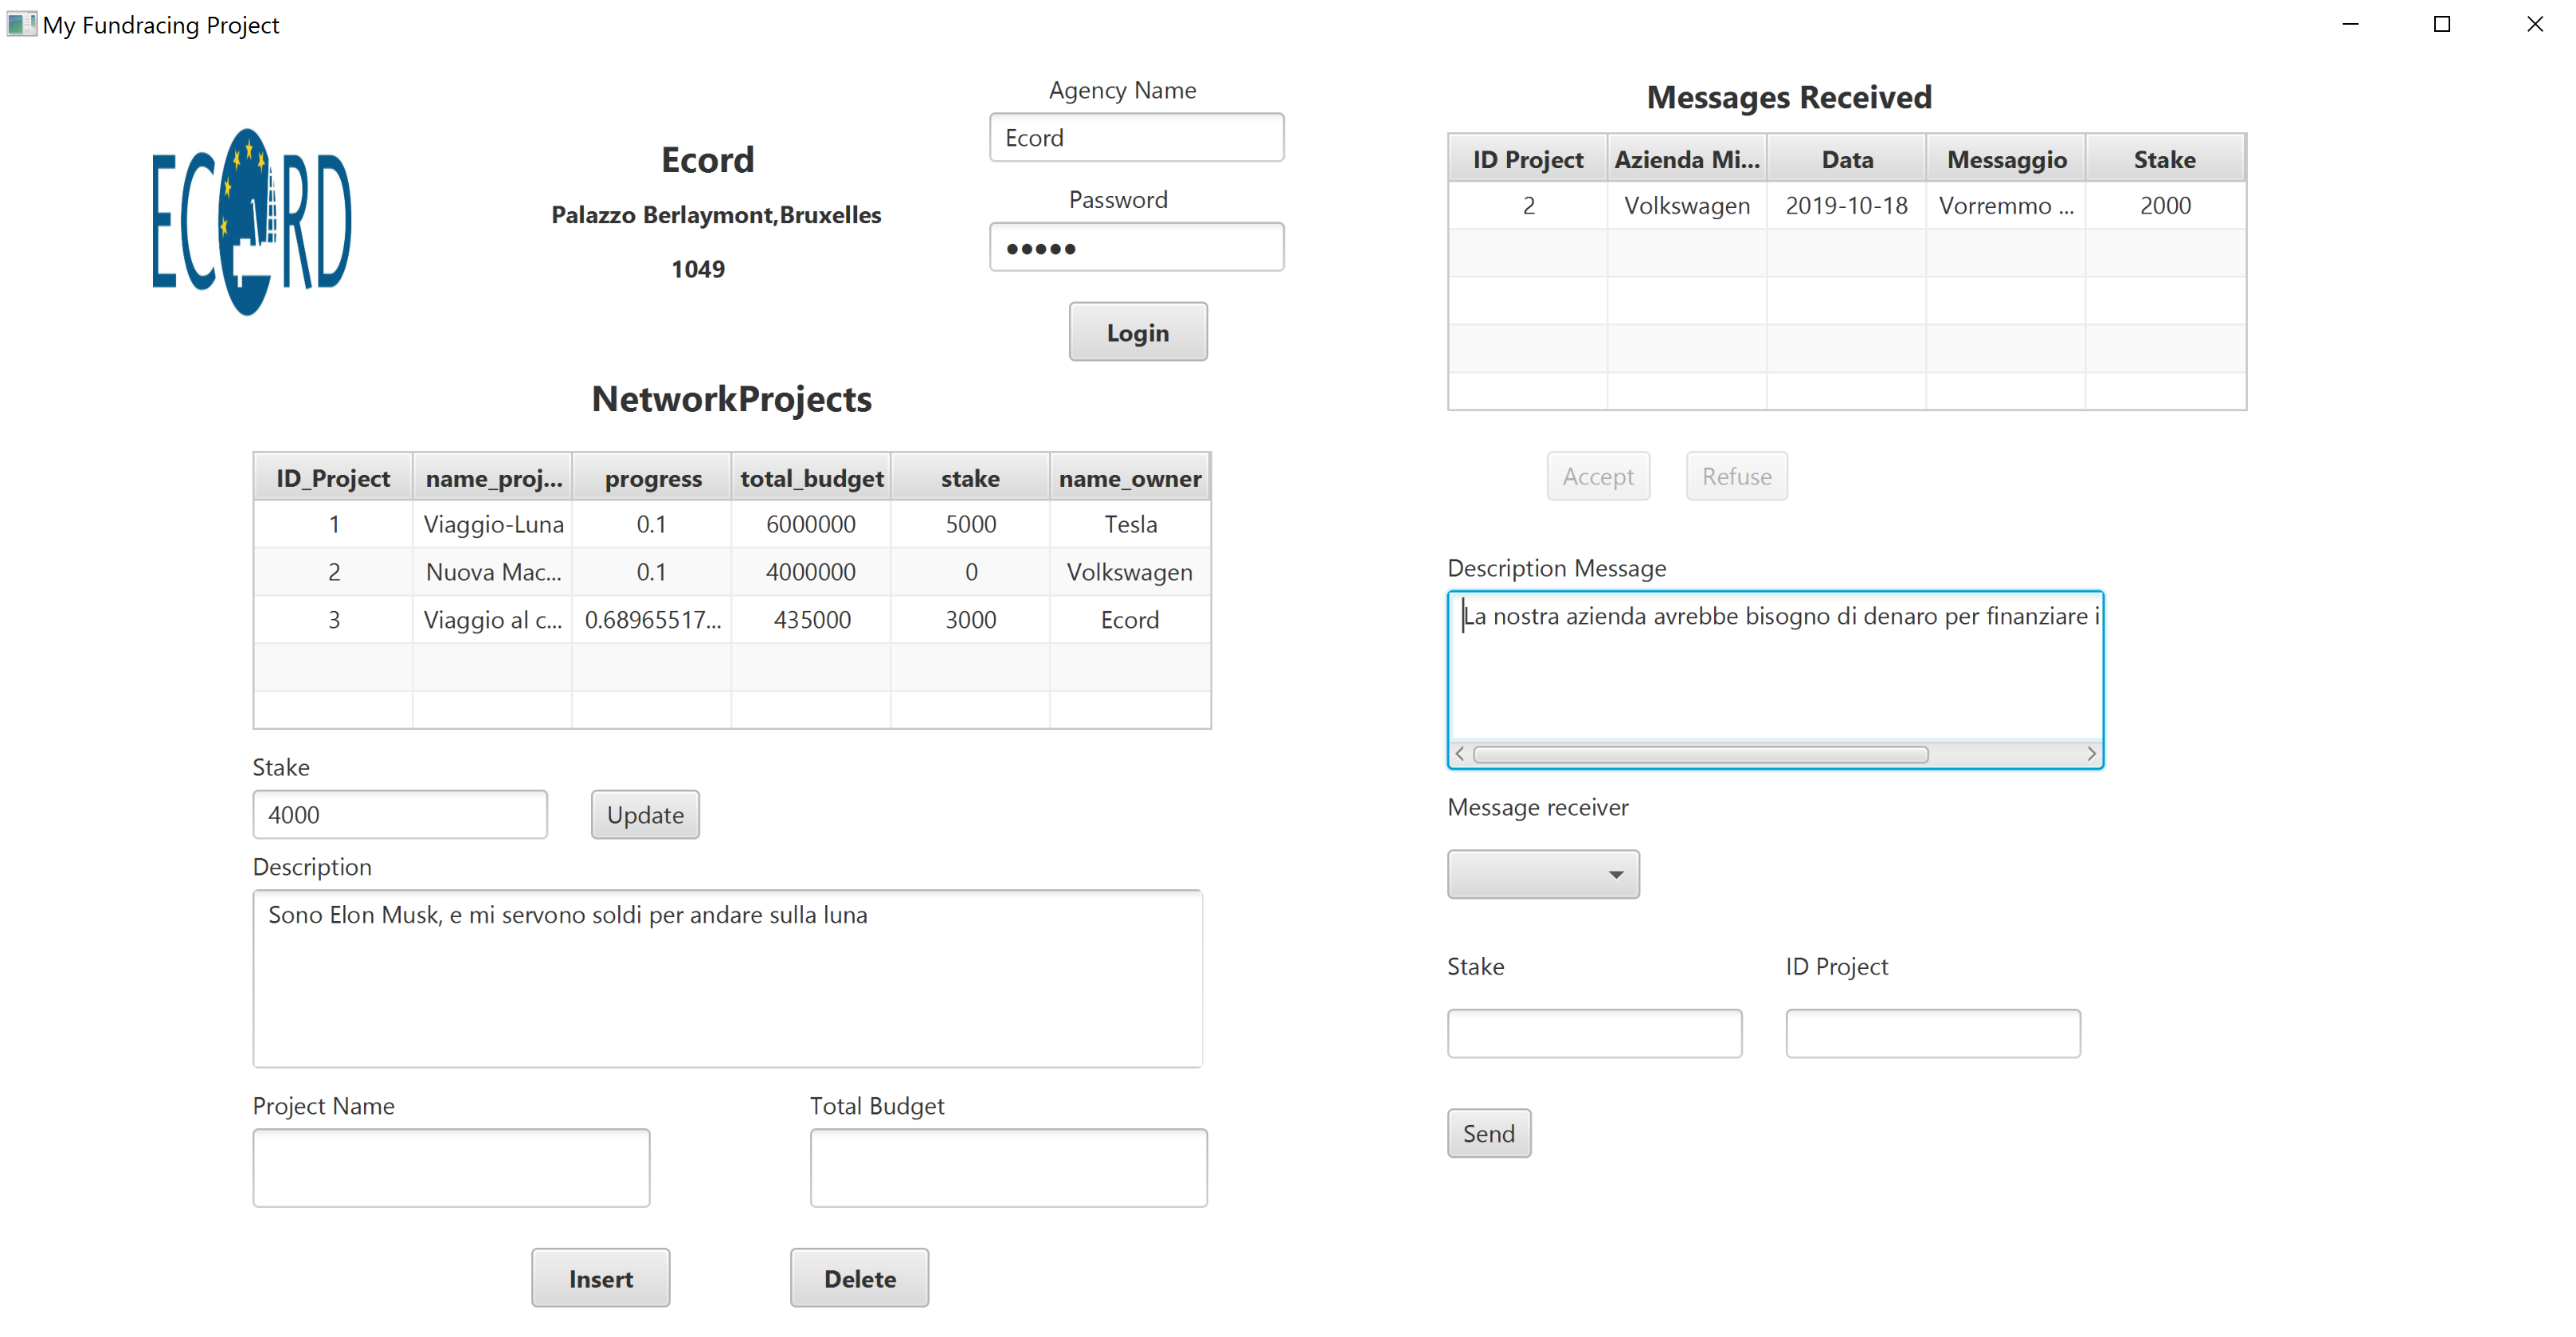 My Fundracing Project
ECORD
Ecord
Palazzo Berlaymont,Bruxelles
1049
Agency Name
Ecord
Password
•••••
Login
NetworkProjects
ID_Project name_proj... progress total_budget stake name_owner
1 Viaggio-Luna 0.1 6000000 5000 Tesla
2 Nuova Mac... 0.1 4000000 0 Volkswagen
3 Viaggio al c... 0.68965517... 435000 3000 Ecord
Stake
4000 Update
Description
Sono Elon Musk, e mi servono soldi per andare sulla luna
Project Name Total Budget
Insert Delete
Messages Received
ID Project Azienda Mi... Data Messaggio Stake
2 Volkswagen 2019-10-18 Vorremmo ... 2000
Accept Refuse
Description Message
La nostra azienda avrebbe bisogno di denaro per finanziare i
Message receiver
Stake ID Project
Send